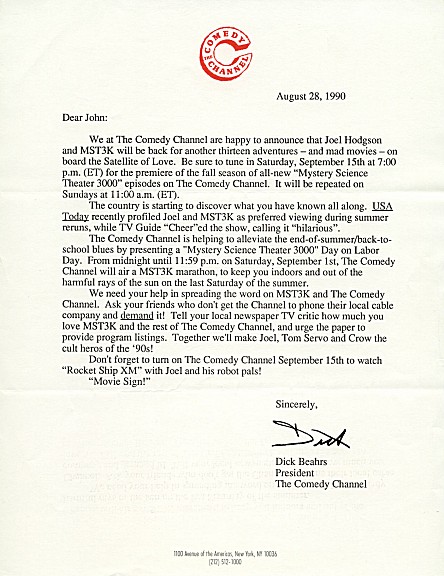 COMEDY
THE
CHANNEL
August 28, 1990
Dear John:
We at The Comedy Channel are happy to announce that Joel Hodgson
and MST3K will be back for another thirteen adventures – and mad movies – on
board the Satellite of Love. Be sure to tune in Saturday, September 15th at 7:00
p.m. (ET) for the premiere of the fall season of all-new “Mystery Science
Theater 3000” episodes on The Comedy Channel. It will be repeated on
Sundays at 11:00 a.m. (ET).
The country is starting to discover what you have known all along. USA
Today recently profiled Joel and MST3K as preferred viewing during summer
reruns, while TV Guide “Cheer”ed the show, calling it “hilarious”.
The Comedy Channel is helping to alleviate the end-of-summer/back-to-
school blues by presenting a "Mystery Science Theater 3000” Day on Labor
Day. From midnight until 11:59 p.m. on Saturday, September 1st, The Comedy
Channel will air a MST3K marathon, to keep you indoors and out of the
harmful rays of the sun on the last Saturday of the summer.
We need your help in spreading the word on MST3K and The Comedy
Channel. Ask your friends who don't get the Channel to phone their local cable
company and demand it! Tell your local newspaper TV critic how much you
love MST3K and the rest of The Comedy Channel, and urge the paper to
provide program listings. Together we'll make Joel, Tom Servo and Crow the
cult heroes of the ‘90s!
Don't forget to turn on The Comedy Channel September 15th to watch
“Rocket Ship XM” with Joel and his robot pals!
“Movie Sign!”
Sincerely,
Dick
Dick Beahrs
President
The Comedy Channel
1100 Avenue of the Americas, New York, NY 10036
(212) 512-1000